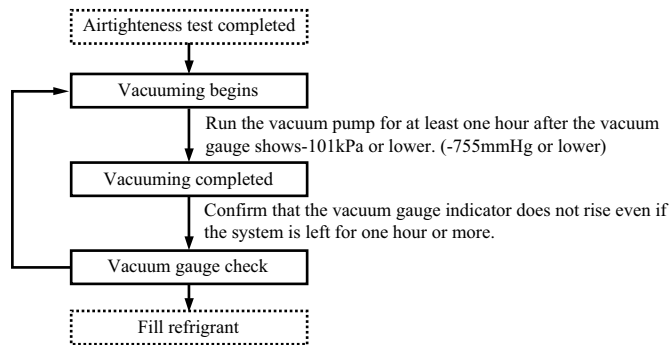 Airtighteness test completed
Vacuuming begins
Run the vacuum pump for at least one hour after the vacuum
gauge shows-101kPa or lower. (-755mmHg or lower)
Vacuuming completed
Confirm that the vacuum gauge indicator does not rise even if
the system is left for one hour or more.
Vacuum gauge check
Fill refrigrant